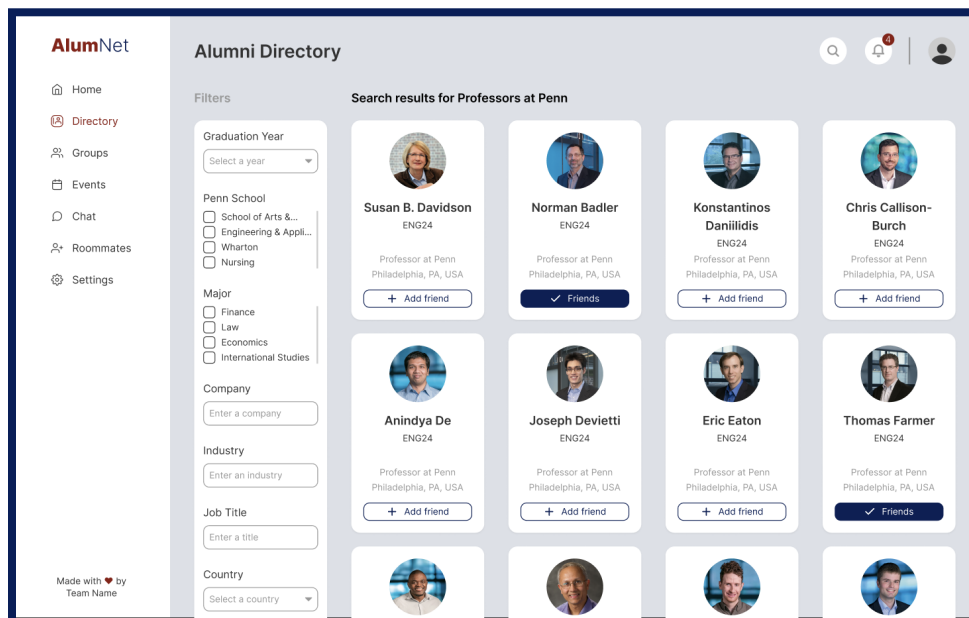 AlumNet
Home
Directory
Groups
Events
Chat
Roommates
Settings
Made with ♥ by
Team Name
Alumni Directory
4
Filters
Graduation Year
Select a year
Penn School
School of Arts &...
Engineering & Appli...
Wharton
Nursing
Major
Finance
Law
Economics
International Studies
Company
Enter a company
Industry
Enter an industry
Job Title
Enter a title
Country
Select a country
Search results for Professors at Penn
Susan B. Davidson
ENG24
Professor at Penn
Philadelphia, PA, USA
+ Add friend
Norman Badler
ENG24
Professor at Penn
Philadelphia, PA, USA
✓ Friends
Konstantinos
Daniilidis
ENG24
Professor at Penn
Philadelphia, PA, USA
+ Add friend
Chris Callison-
Burch
ENG24
Professor at Penn
Philadelphia, PA, USA
+ Add friend
Anindya De
ENG24
Professor at Penn
Philadelphia, PA, USA
+ Add friend
Joseph Devietti
ENG24
Professor at Penn
Philadelphia, PA, USA
+ Add friend
Eric Eaton
ENG24
Professor at Penn
Philadelphia, PA, USA
+ Add friend
Thomas Farmer
ENG24
Professor at Penn
Philadelphia, PA, USA
✓ Friends